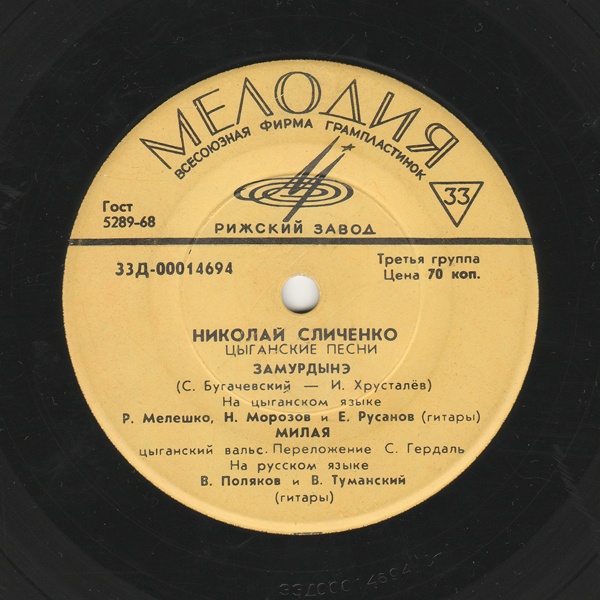 МЕЛОДИЯ
ВСЕСОЮЗНАЯ ФИРМА ГРАМПЛАСТИНОК
33
Гост
5289-68
РИЖСКИЙ ЗАВОД
33Д-00014694
Третья группа
Цена 70 коп.
НИКОЛАЙ СЛИЧЕНКО
ЦЫГАНСКИЕ ПЕСНИ
ЗАМУРДЫНЭ
(С. Бугачевский — И. Хрусталёв)
На цыганском языке
Р. Мелешко, Н. Морозов и Е. Русанов (гитары)
МИЛАЯ
цыганский вальс. Переложение С. Гердаль
На русском языке
В. Поляков и В. Туманский
(гитары)